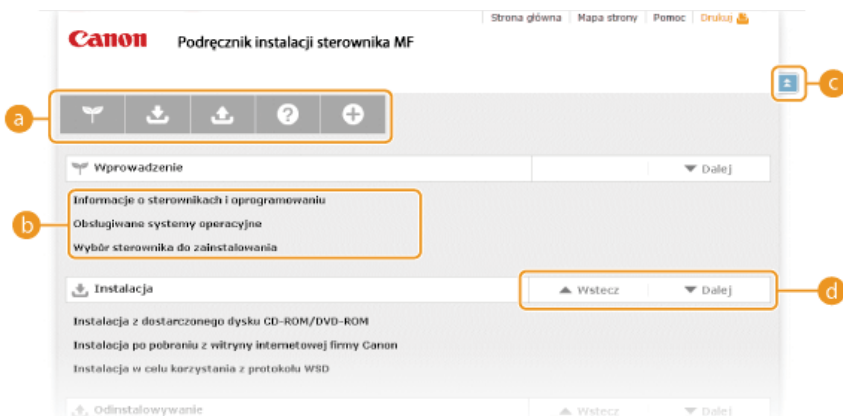 Strona główna Mapa strony Pomoc Drukuj
Canon Podręcznik instalacji sterownika MF
c
a
Wprowadzenie Dalej
Informacje o sterownikach i oprogramowaniu
b
Obsługiwane systemy operacyjne
Wybór sterownika do zainstalowania
Instalacja Wstecz Dalej
d
Instalacja z dostarczonego dysku CD-ROM/DVD-ROM
Instalacja po pobraniu z witryny internetowej firmy Canon
Instalacja w celu korzystania z protokołu WSD
Odinstalowywanie Wstecz Dalej